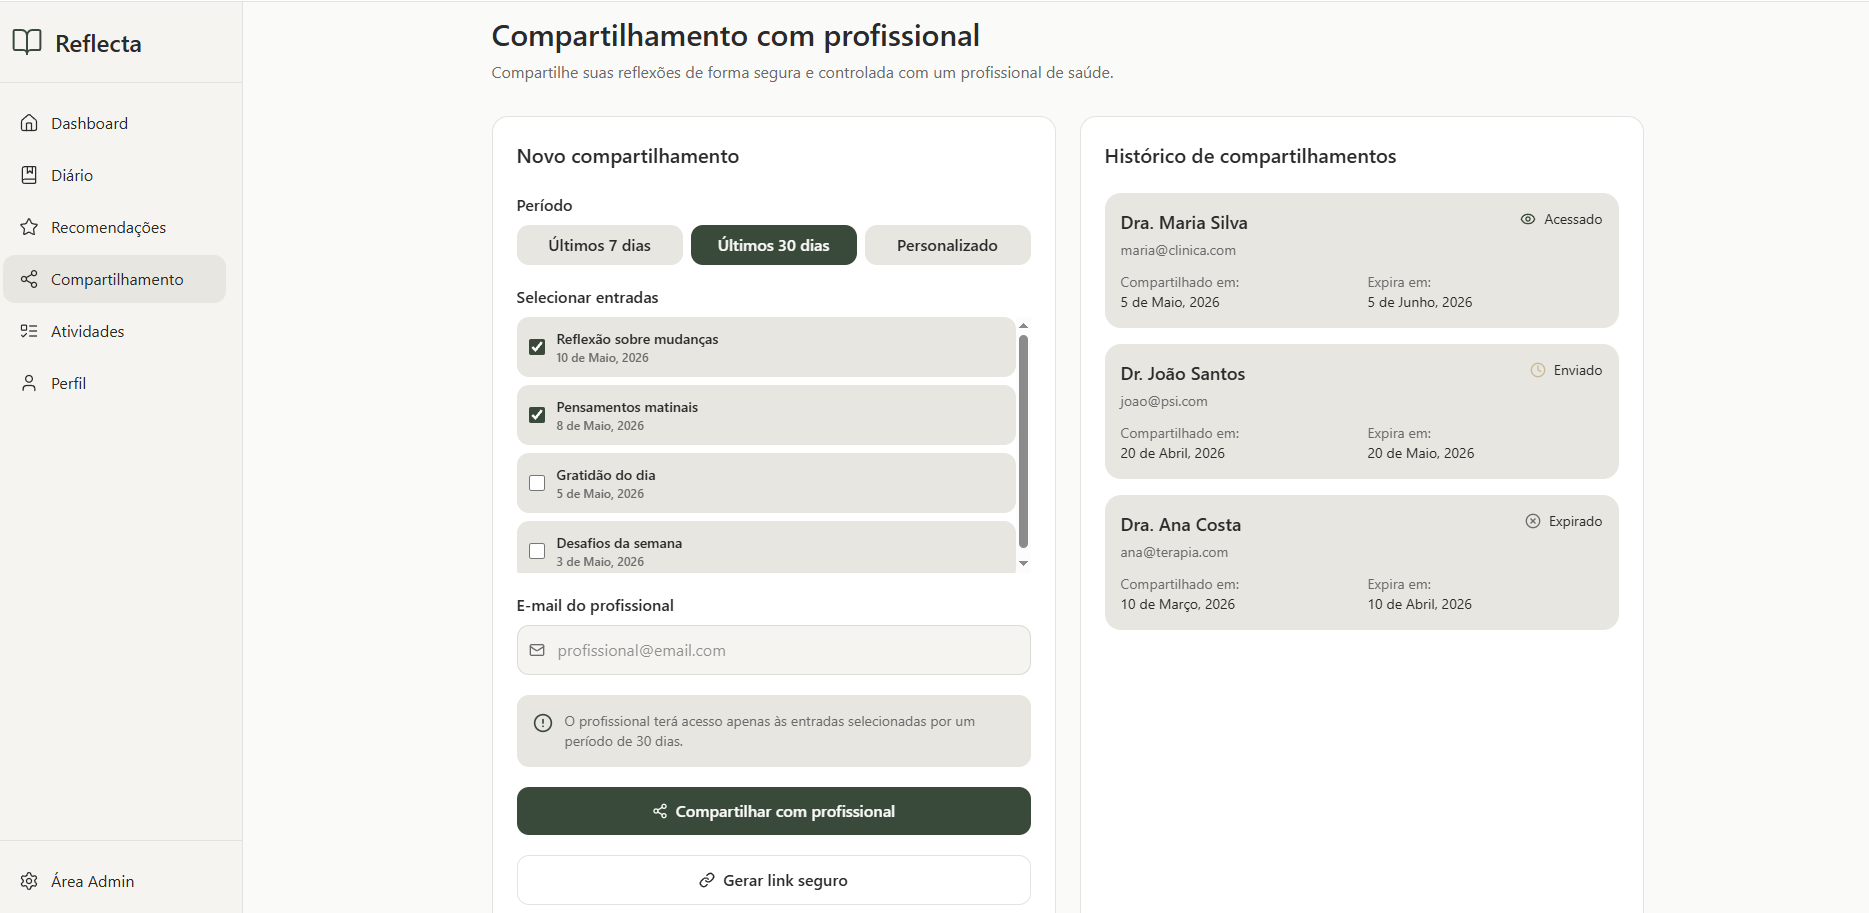 Reflecta
Dashboard
Diário
Recomendações
Compartilhamento
Atividades
Perfil
Área Admin
Compartilhamento com profissional
Compartilhe suas reflexões de forma segura e controlada com um profissional de saúde.
Novo compartilhamento
Período
Últimos 7 dias
Últimos 30 dias
Personalizado
Selecionar entradas
Reflexão sobre mudanças
10 de Maio, 2026
Pensamentos matinais
8 de Maio, 2026
Gratidão do dia
5 de Maio, 2026
Desafios da semana
3 de Maio, 2026
E-mail do profissional
profissional@email.com
O profissional terá acesso apenas às entradas selecionadas por um
período de 30 dias.
Compartilhar com profissional
Gerar link seguro
Histórico de compartilhamentos
Dra. Maria Silva
Acessado
maria@clinica.com
Compartilhado em:
5 de Maio, 2026
Expira em:
5 de Junho, 2026
Dr. João Santos
Enviado
joao@psi.com
Compartilhado em:
20 de Abril, 2026
Expira em:
20 de Maio, 2026
Dra. Ana Costa
Expirado
ana@terapia.com
Compartilhado em:
10 de Março, 2026
Expira em:
10 de Abril, 2026